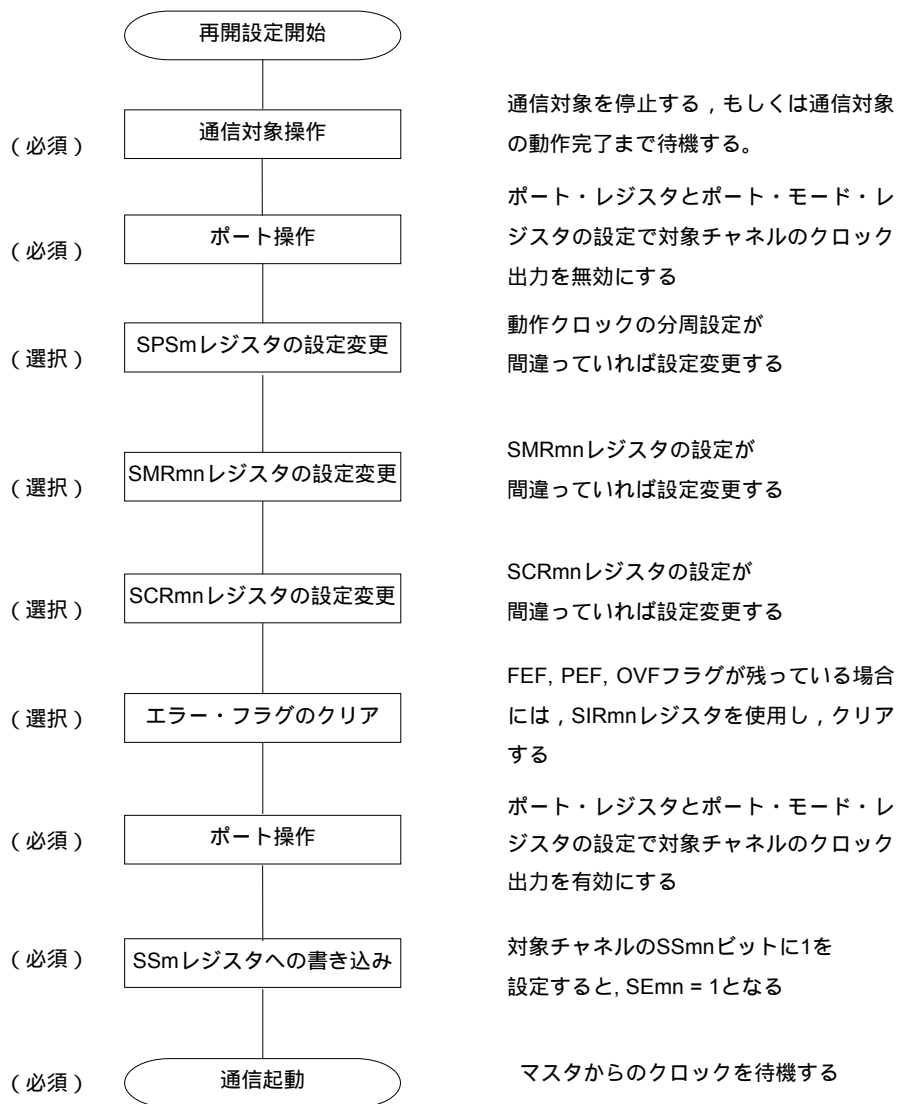 再開設定開始
通信対象を停止する，もしくは通信対象
（必須）
通信対象操作
の動作完了まで待機する。
ポート・レジスタとポート・モード・レ
（必須）
ポート操作
ジスタの設定で対象チャネルのクロック
出力を無効にする
動作クロックの分周設定が
（選択）
SPSmレジスタの設定変更
間違っていれば設定変更する
SMRmnレジスタの設定が
（選択）
SMRmnレジスタの設定変更
間違っていれば設定変更する
SCRmnレジスタの設定が
（選択）
SCRmnレジスタの設定変更
間違っていれば設定変更する
FEF, PEF, OVFフラグが残っている場合
（選択）
エラー・フラグのクリア
には，SIRmnレジスタを使用し，クリア
する
ポート・レジスタとポート・モード・レ
（必須）
ポート操作
ジスタの設定で対象チャネルのクロック
出力を有効にする
（必須）
SSmレジスタへの書き込み
対象チャネルのSSmnビットに1を
設定すると, SEmn = 1となる
（必須）
通信起動
マスタからのクロックを待機する